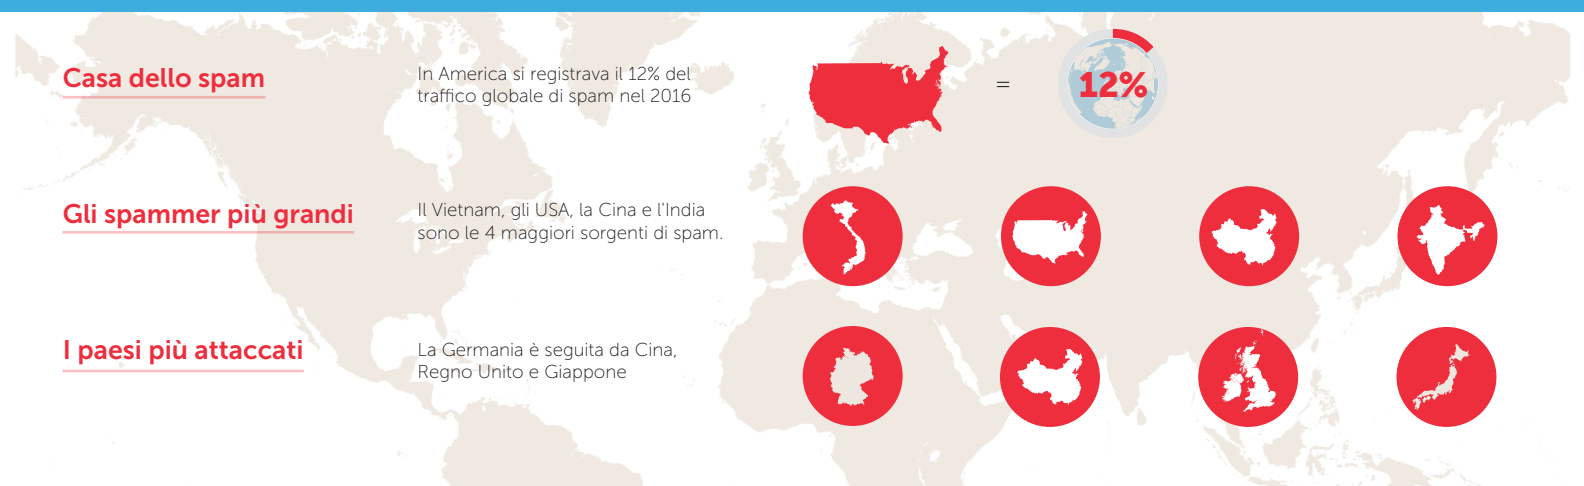 Casa dello spam
In America si registrava il 12% del
traffico globale di spam nel 2016
=
12%
Gli spammer più grandi
Il Vietnam, gli USA, la Cina e l'India
sono le 4 maggiori sorgenti di spam.
I paesi più attaccati
La Germania è seguita da Cina,
Regno Unito e Giappone